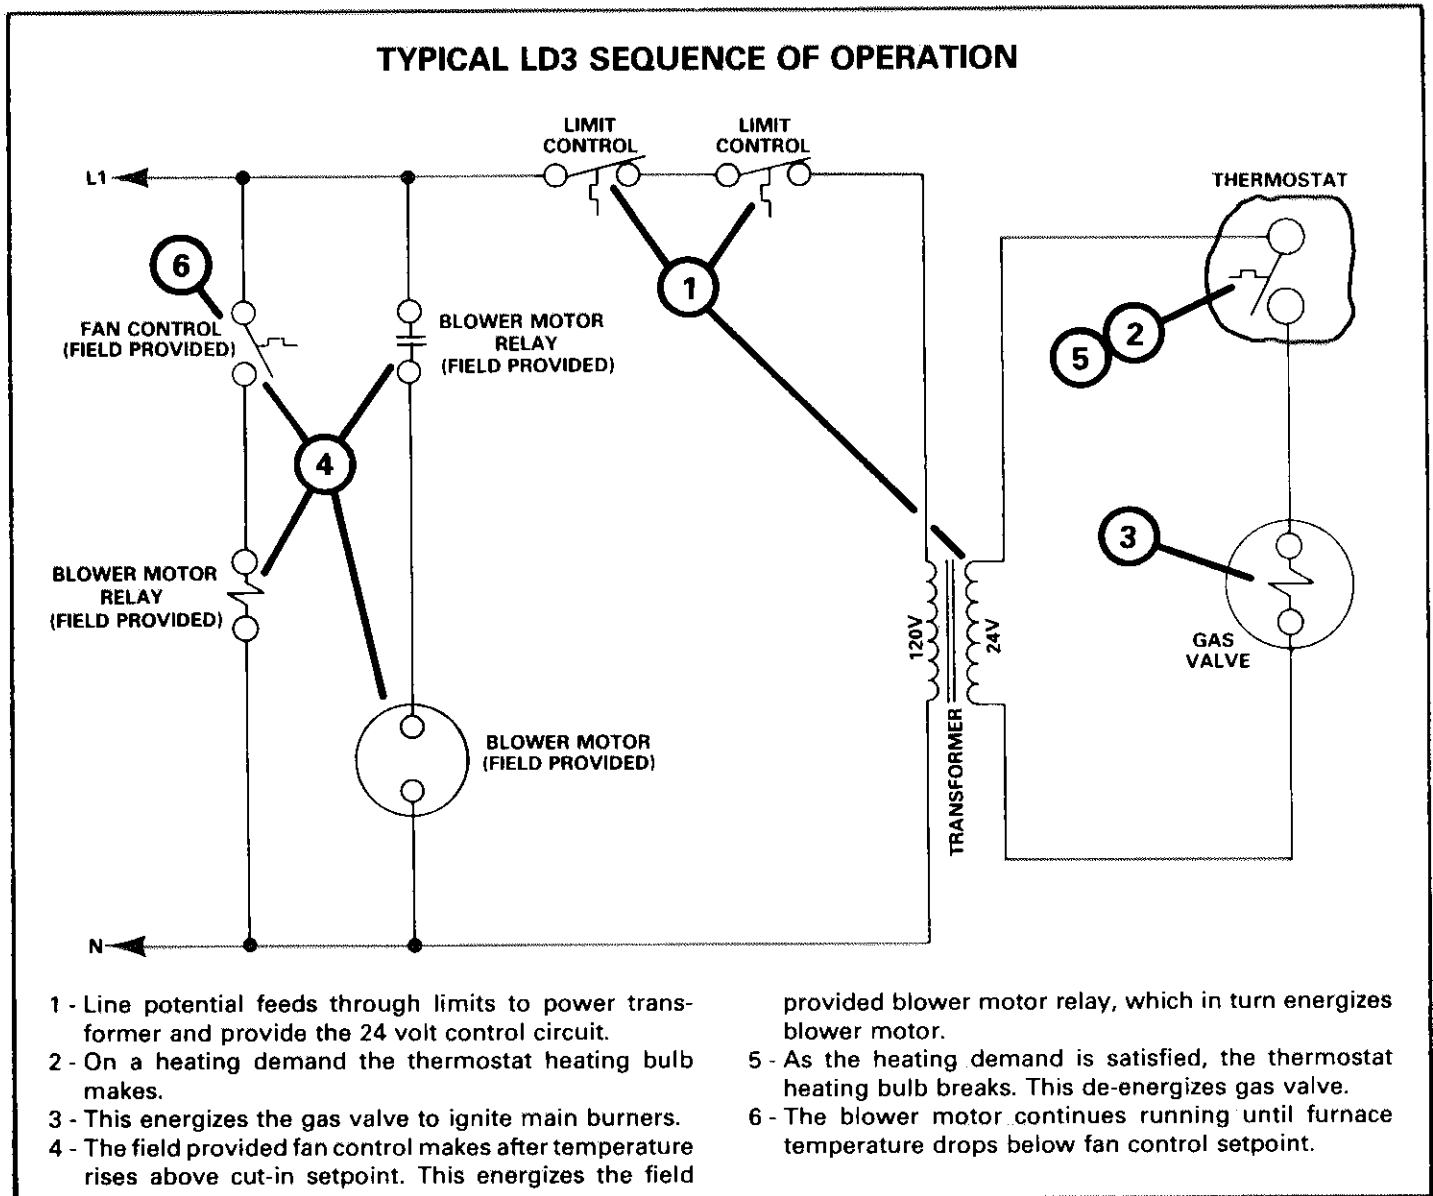 TYPICAL LD3 SEQUENCE OF OPERATION
LIMIT
CONTROL
LIMIT
CONTROL
L1
THERMOSTAT
6
1
FAN CONTROL
(FIELD PROVIDED)
BLOWER MOTOR
RELAY
(FIELD PROVIDED)
2
5
4
3
BLOWER MOTOR
RELAY
(FIELD PROVIDED)
120V
24V
GAS
VALVE
BLOWER MOTOR
(FIELD PROVIDED)
TRANSFORMER
N
1 - Line potential feeds through limits to power trans-
former and provide the 24 volt control circuit.
2 - On a heating demand the thermostat heating bulb
makes.
3 - This energizes the gas valve to ignite main burners.
4 - The field provided fan control makes after temperature
rises above cut-in setpoint. This energizes the field
provided blower motor relay, which in turn energizes
blower motor.
5 - As the heating demand is satisfied, the thermostat
heating bulb breaks. This de-energizes gas valve.
6 - The blower motor continues running until furnace
temperature drops below fan control setpoint.